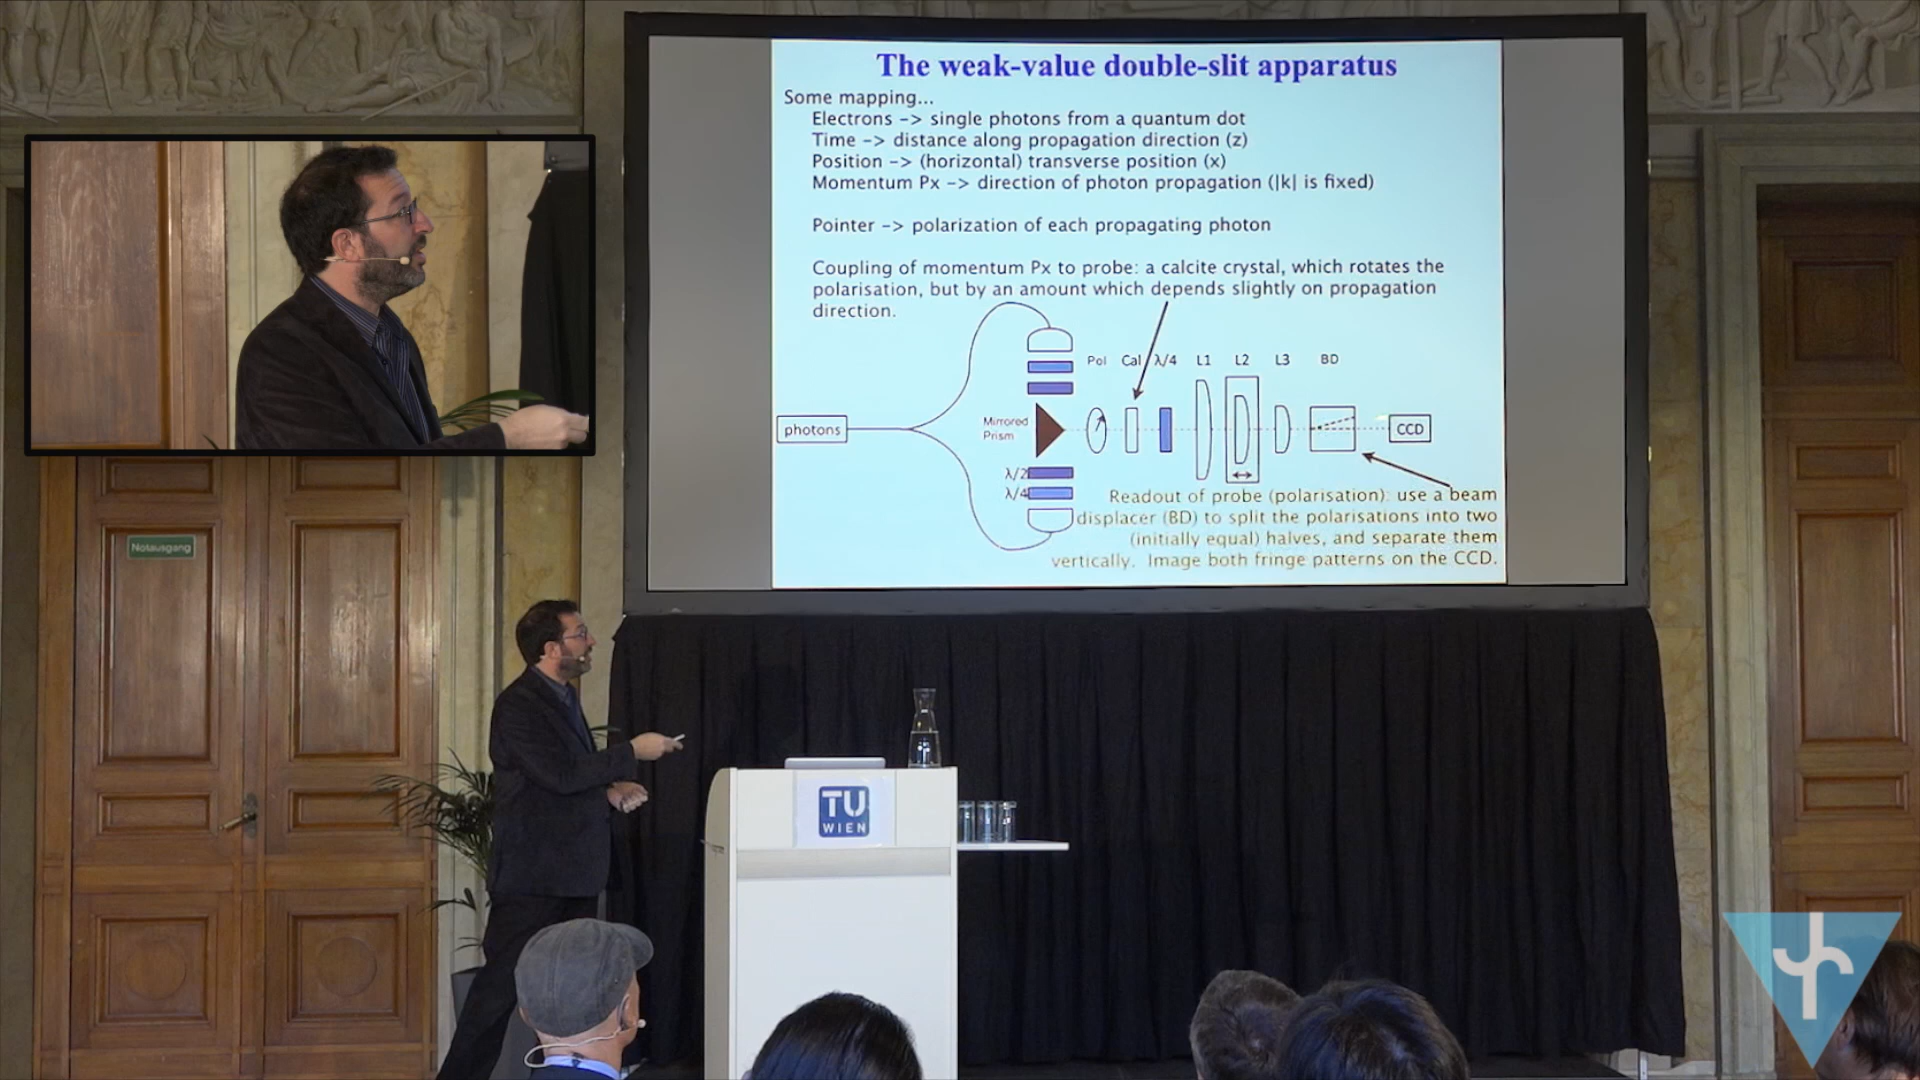 The weak-value double-slit apparatus
Some mapping...
Electrons -> single photons from a quantum dot
Time -> distance along propagation direction (z)
Position -> (horizontal) transverse position (x)
Momentum Px -> direction of photon propagation (|k| is fixed)
Pointer -> polarization of each propagating photon
Coupling of momentum Px to probe: a calcite crystal, which rotates the
polarisation, but by an amount which depends slightly on propagation
direction.
Pol Cal λ/4 L1 L2 L3 BD
Mirrored
Prism
photons
CCD
λ/2
λ/4
Readout of probe (polarisation): use a beam
displacer (BD) to split the polarisations into two
(initially equal) halves, and separate them
vertically. Image both fringe patterns on the CCD.
Notausgang
TU
WIEN